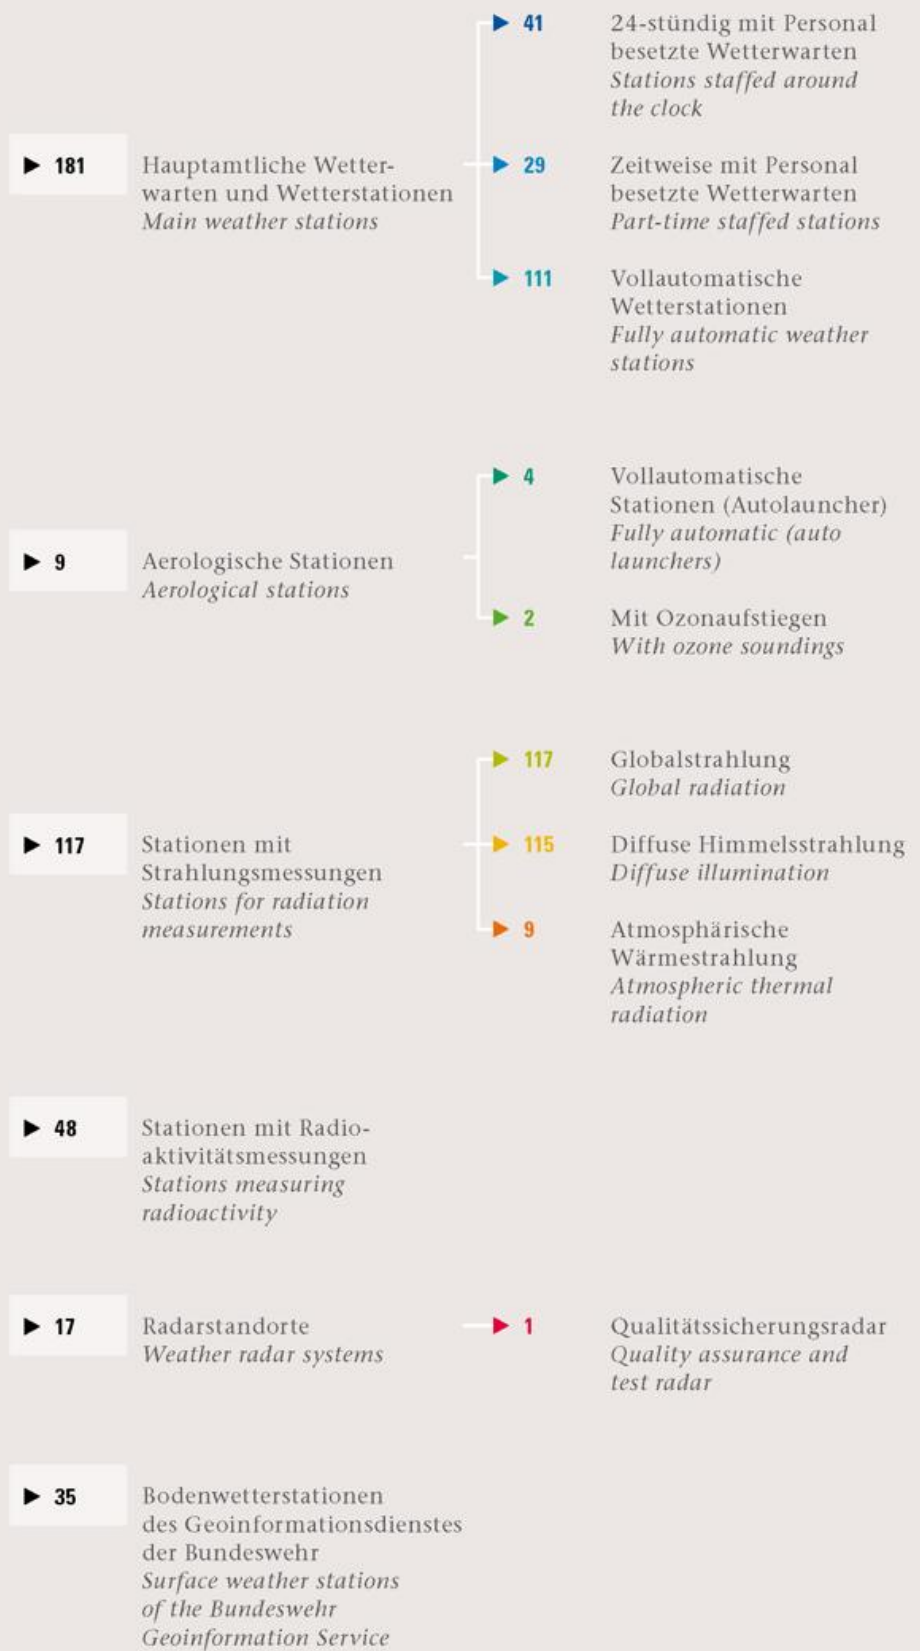 ▶ 181
Hauptamtliche Wetter-
warten und Wetterstationen
Main weather stations
▶ 41
24-stündig mit Personal
besetzte Wetterwarten
Stations staffed around
the clock
▶ 29
Zeitweise mit Personal
besetzte Wetterwarten
Part-time staffed stations
▶ 111
Vollautomatische
Wetterstationen
Fully automatic weather
stations
▶ 9
Aerologische Stationen
Aerological stations
▶ 4
Vollautomatische
Stationen (Autolauncher)
Fully automatic (auto
launchers)
▶ 2
Mit Ozonaufstiegen
With ozone soundings
▶ 117
Stationen mit
Strahlungsmessungen
Stations for radiation
measurements
▶ 117
Globalstrahlung
Global radiation
▶ 115
Diffuse Himmelsstrahlung
Diffuse illumination
▶ 9
Atmosphärische
Wärmestrahlung
Atmospheric thermal
radiation
▶ 48
Stationen mit Radio-
aktivitätsmessungen
Stations measuring
radioactivity
▶ 17
Radarstandorte
Weather radar systems
▶ 1
Qualitätssicherungsradar
Quality assurance and
test radar
▶ 35
Bodenwetterstationen
des Geoinformationsdienstes
der Bundeswehr
Surface weather stations
of the Bundeswehr
Geoinformation Service